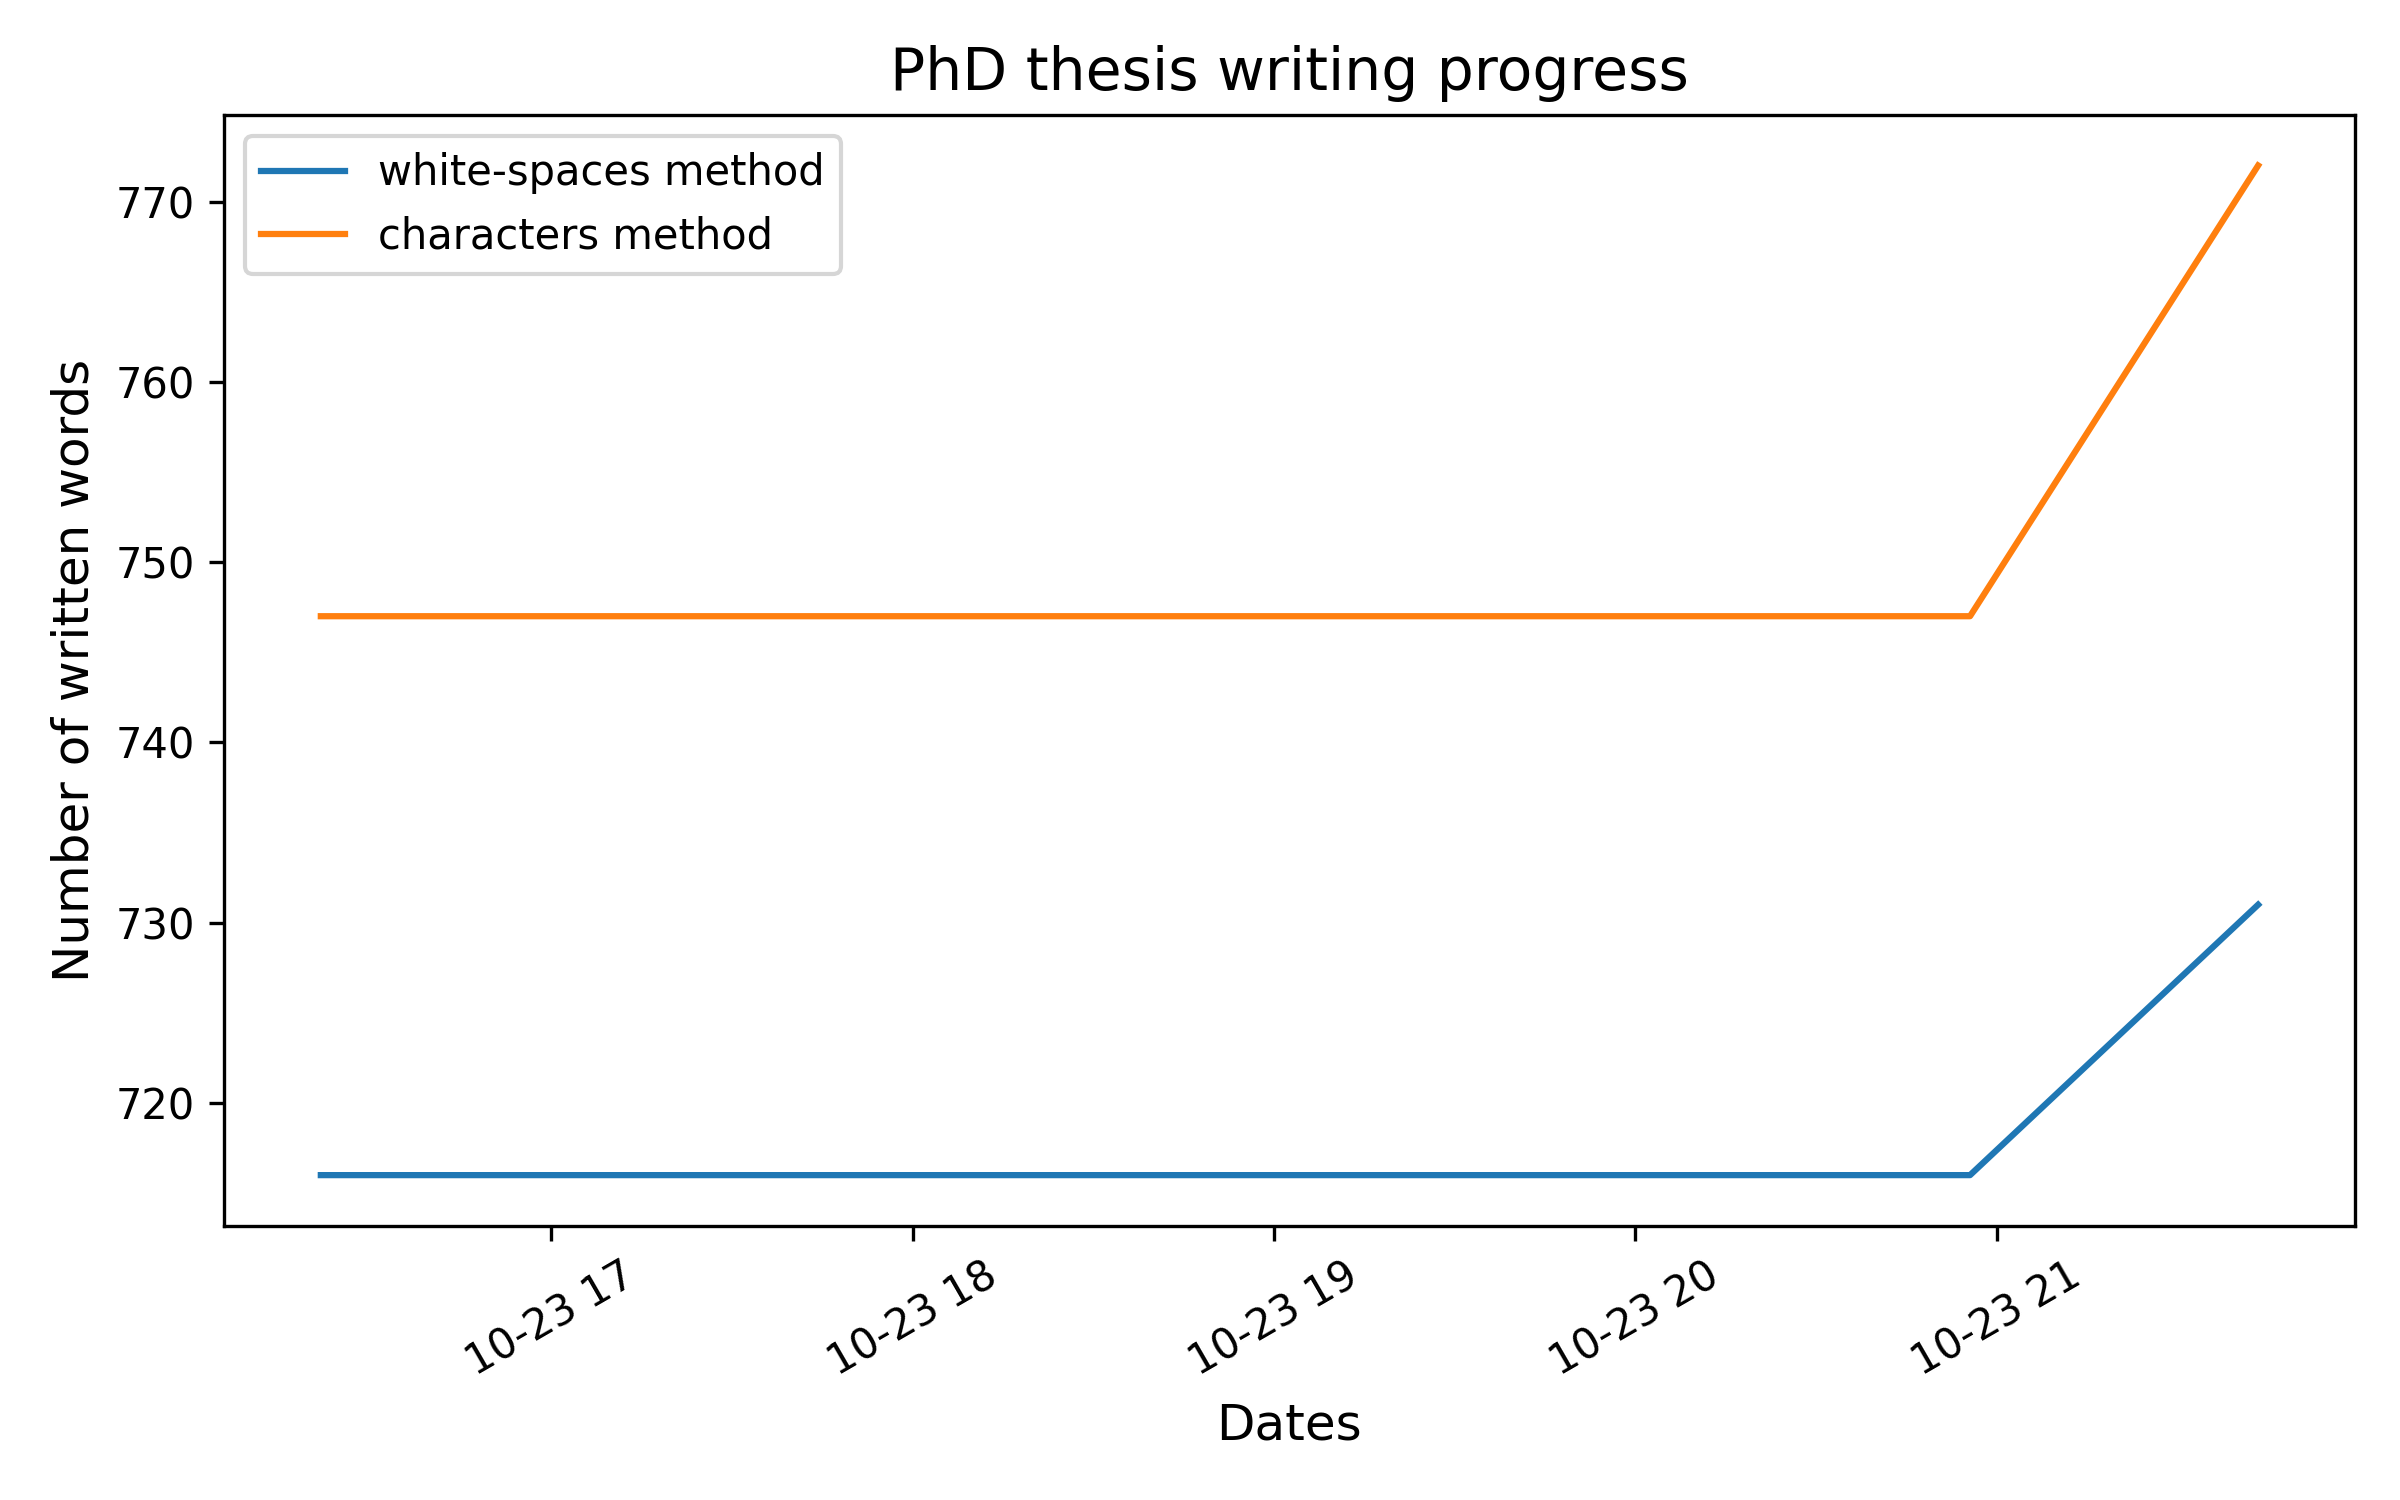 PhD thesis writing progress
white-spaces method
characters method
Number of written words
770
760
750
740
730
720
10-23 17
10-23 18
10-23 19
10-23 20
10-23 21
Dates